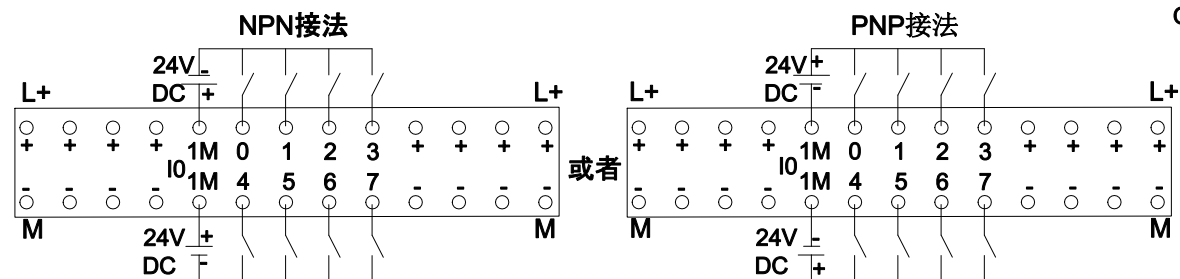 NPN接法
24V -
DC +
L+ L+
+ + + + 1M 0 1 2 3 + + + +
I0
- - - - 1M 4 5 6 7 - - - -
M M
24V +
DC -
或者
PNP接法
24V +
DC -
L+ L+
+ + + + 1M 0 1 2 3 + + + +
I0
- - - - 1M 4 5 6 7 - - - -
M M
24V -
DC +